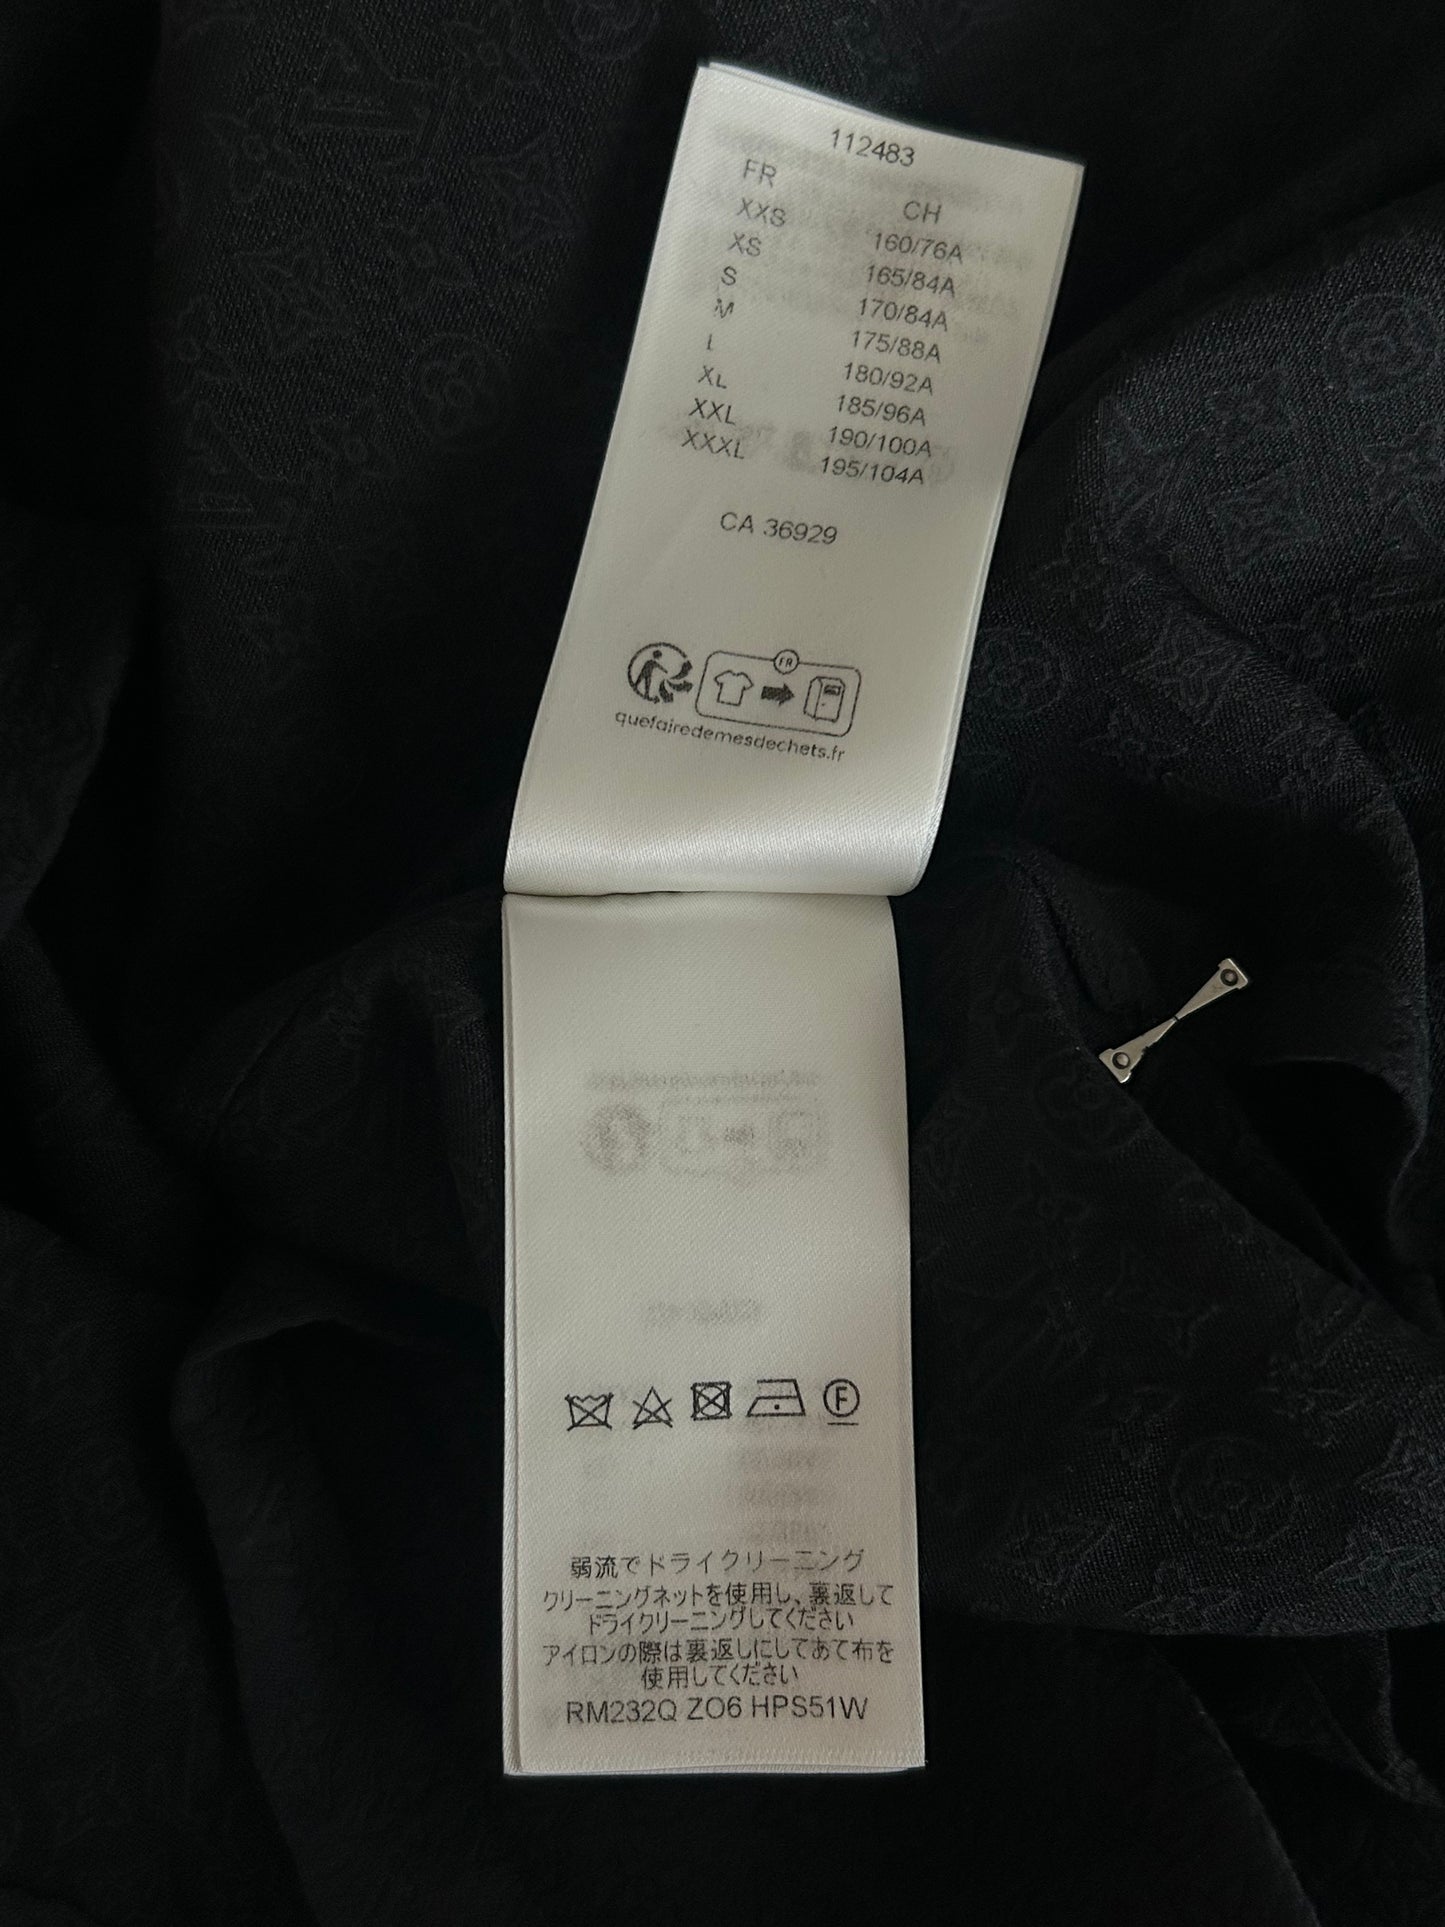 112483
FR CH
XXS 160/76A
XS 165/84A
S 170/84A
M 175/88A
L 180/92A
XL 185/96A
XXL 190/100A
XXXL 195/104A
CA 36929
FR
quefairedemesdechets.fr
F
弱流でドライクリーニング
クリーニングネットを使用し、裏返して
ドライクリーニングしてください
アイロンの際は裏返しにしてあて布を
使用してください
RM232Q ZO6 HPS51W